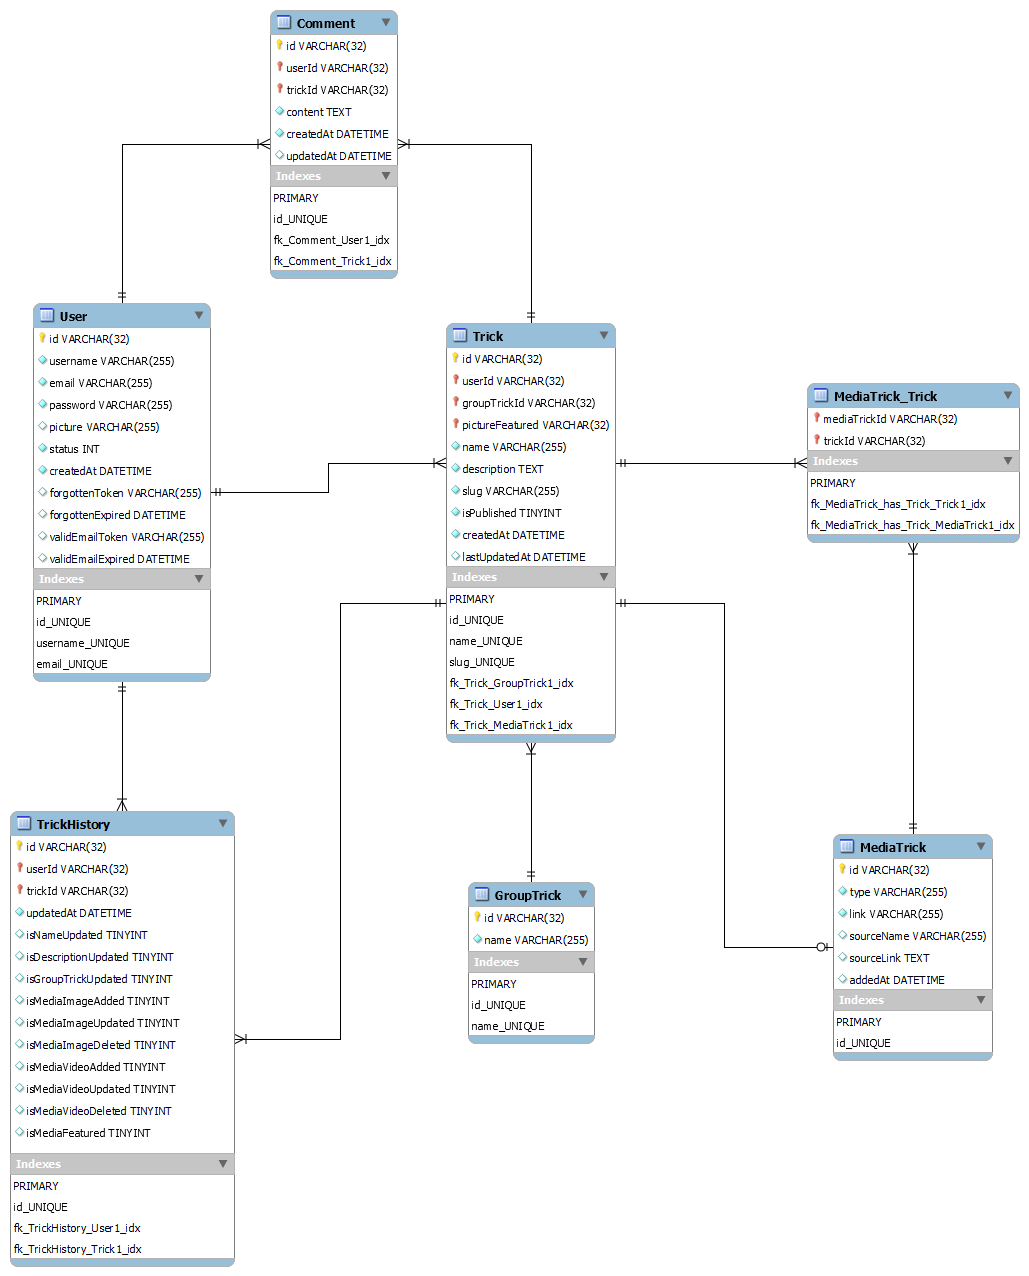 Comment
id VARCHAR(32)
userId VARCHAR(32)
trickId VARCHAR(32)
content TEXT
createdAt DATETIME
updatedAt DATETIME
Indexes
PRIMARY
id_UNIQUE
fk_Comment_User1_idx
fk_Comment_Trick1_idx
User
id VARCHAR(32)
username VARCHAR(255)
email VARCHAR(255)
password VARCHAR(255)
picture VARCHAR(255)
status INT
createdAt DATETIME
forgottenToken VARCHAR(255)
forgottenExpired DATETIME
validEmailToken VARCHAR(255)
validEmailExpired DATETIME
Indexes
PRIMARY
id_UNIQUE
username_UNIQUE
email_UNIQUE
Trick
id VARCHAR(32)
userId VARCHAR(32)
groupTrickId VARCHAR(32)
pictureFeatured VARCHAR(32)
name VARCHAR(255)
description TEXT
slug VARCHAR(255)
isPublished TINYINT
createdAt DATETIME
lastUpdatedAt DATETIME
Indexes
PRIMARY
id_UNIQUE
name_UNIQUE
slug_UNIQUE
fk_Trick_GroupTrick1_idx
fk_Trick_User1_idx
fk_Trick_MediaTrick1_idx
MediaTrick_Trick
mediaTrickId VARCHAR(32)
trickId VARCHAR(32)
Indexes
PRIMARY
fk_MediaTrick_has_Trick_Trick1_idx
fk_MediaTrick_has_Trick_MediaTrick1_idx
TrickHistory
id VARCHAR(32)
userId VARCHAR(32)
trickId VARCHAR(32)
updatedAt DATETIME
isNameUpdated TINYINT
isDescriptionUpdated TINYINT
isGroupTrickUpdated TINYINT
isMediaImageAdded TINYINT
isMediaImageUpdated TINYINT
isMediaImageDeleted TINYINT
isMediaVideoAdded TINYINT
isMediaVideoUpdated TINYINT
isMediaVideoDeleted TINYINT
isMediaFeatured TINYINT
Indexes
PRIMARY
id_UNIQUE
fk_TrickHistory_User1_idx
fk_TrickHistory_Trick1_idx
GroupTrick
id VARCHAR(32)
name VARCHAR(255)
Indexes
PRIMARY
id_UNIQUE
name_UNIQUE
MediaTrick
id VARCHAR(32)
type VARCHAR(255)
link VARCHAR(255)
sourceName VARCHAR(255)
sourceLink TEXT
addedAt DATETIME
Indexes
PRIMARY
id_UNIQUE